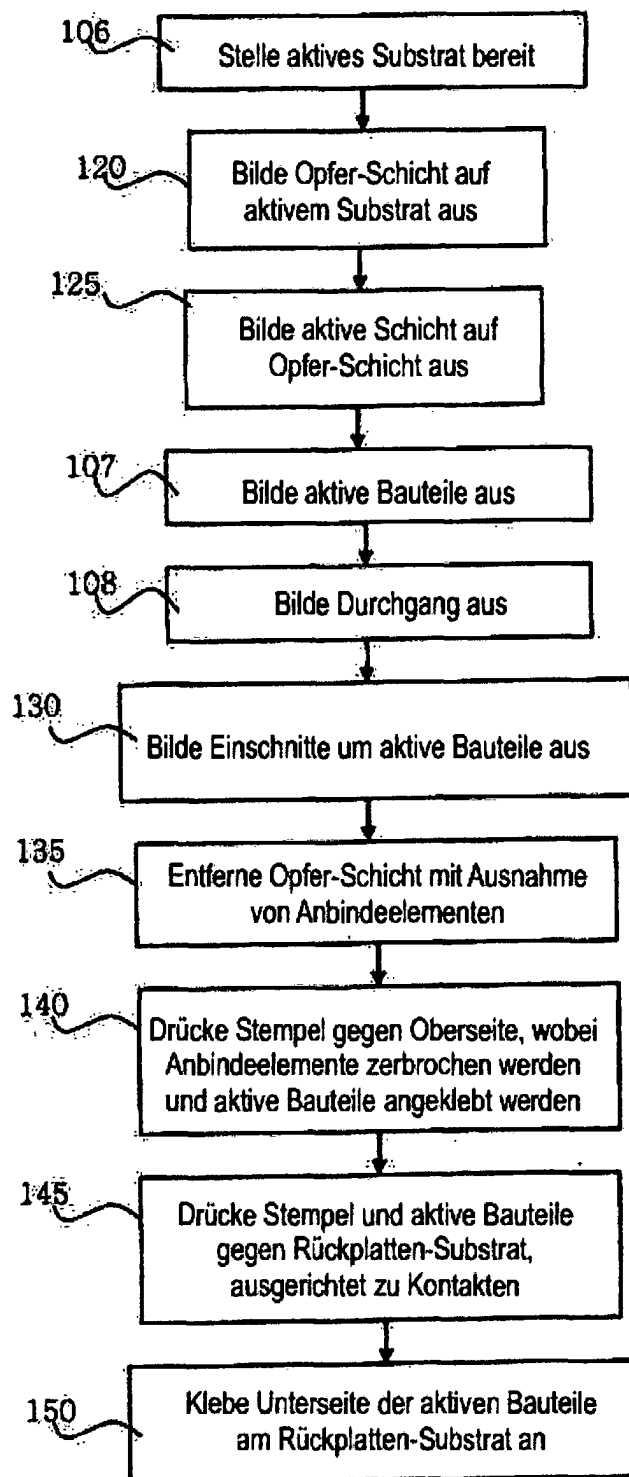 106
Stelle aktives Substrat bereit
120
Bilde Opfer-Schicht auf
aktivem Substrat aus
125
Bilde aktive Schicht auf
Opfer-Schicht aus
107
Bilde aktive Bauteile aus
108
Bilde Durchgang aus
130
Bilde Einschnitte um aktive Bauteile aus
135
Entferne Opfer-Schicht mit Ausnahme
von Anbindeelementen
140
Drücke Stempel gegen Oberseite, wobei
Anbindeelemente zerbrochen werden
und aktive Bauteile angeklebt werden
145
Drücke Stempel und aktive Bauteile
gegen Rückplatten-Substrat,
ausgerichtet zu Kontakten
150
Klebe Unterseite der aktiven Bauteile
am Rückplatten-Substrat an